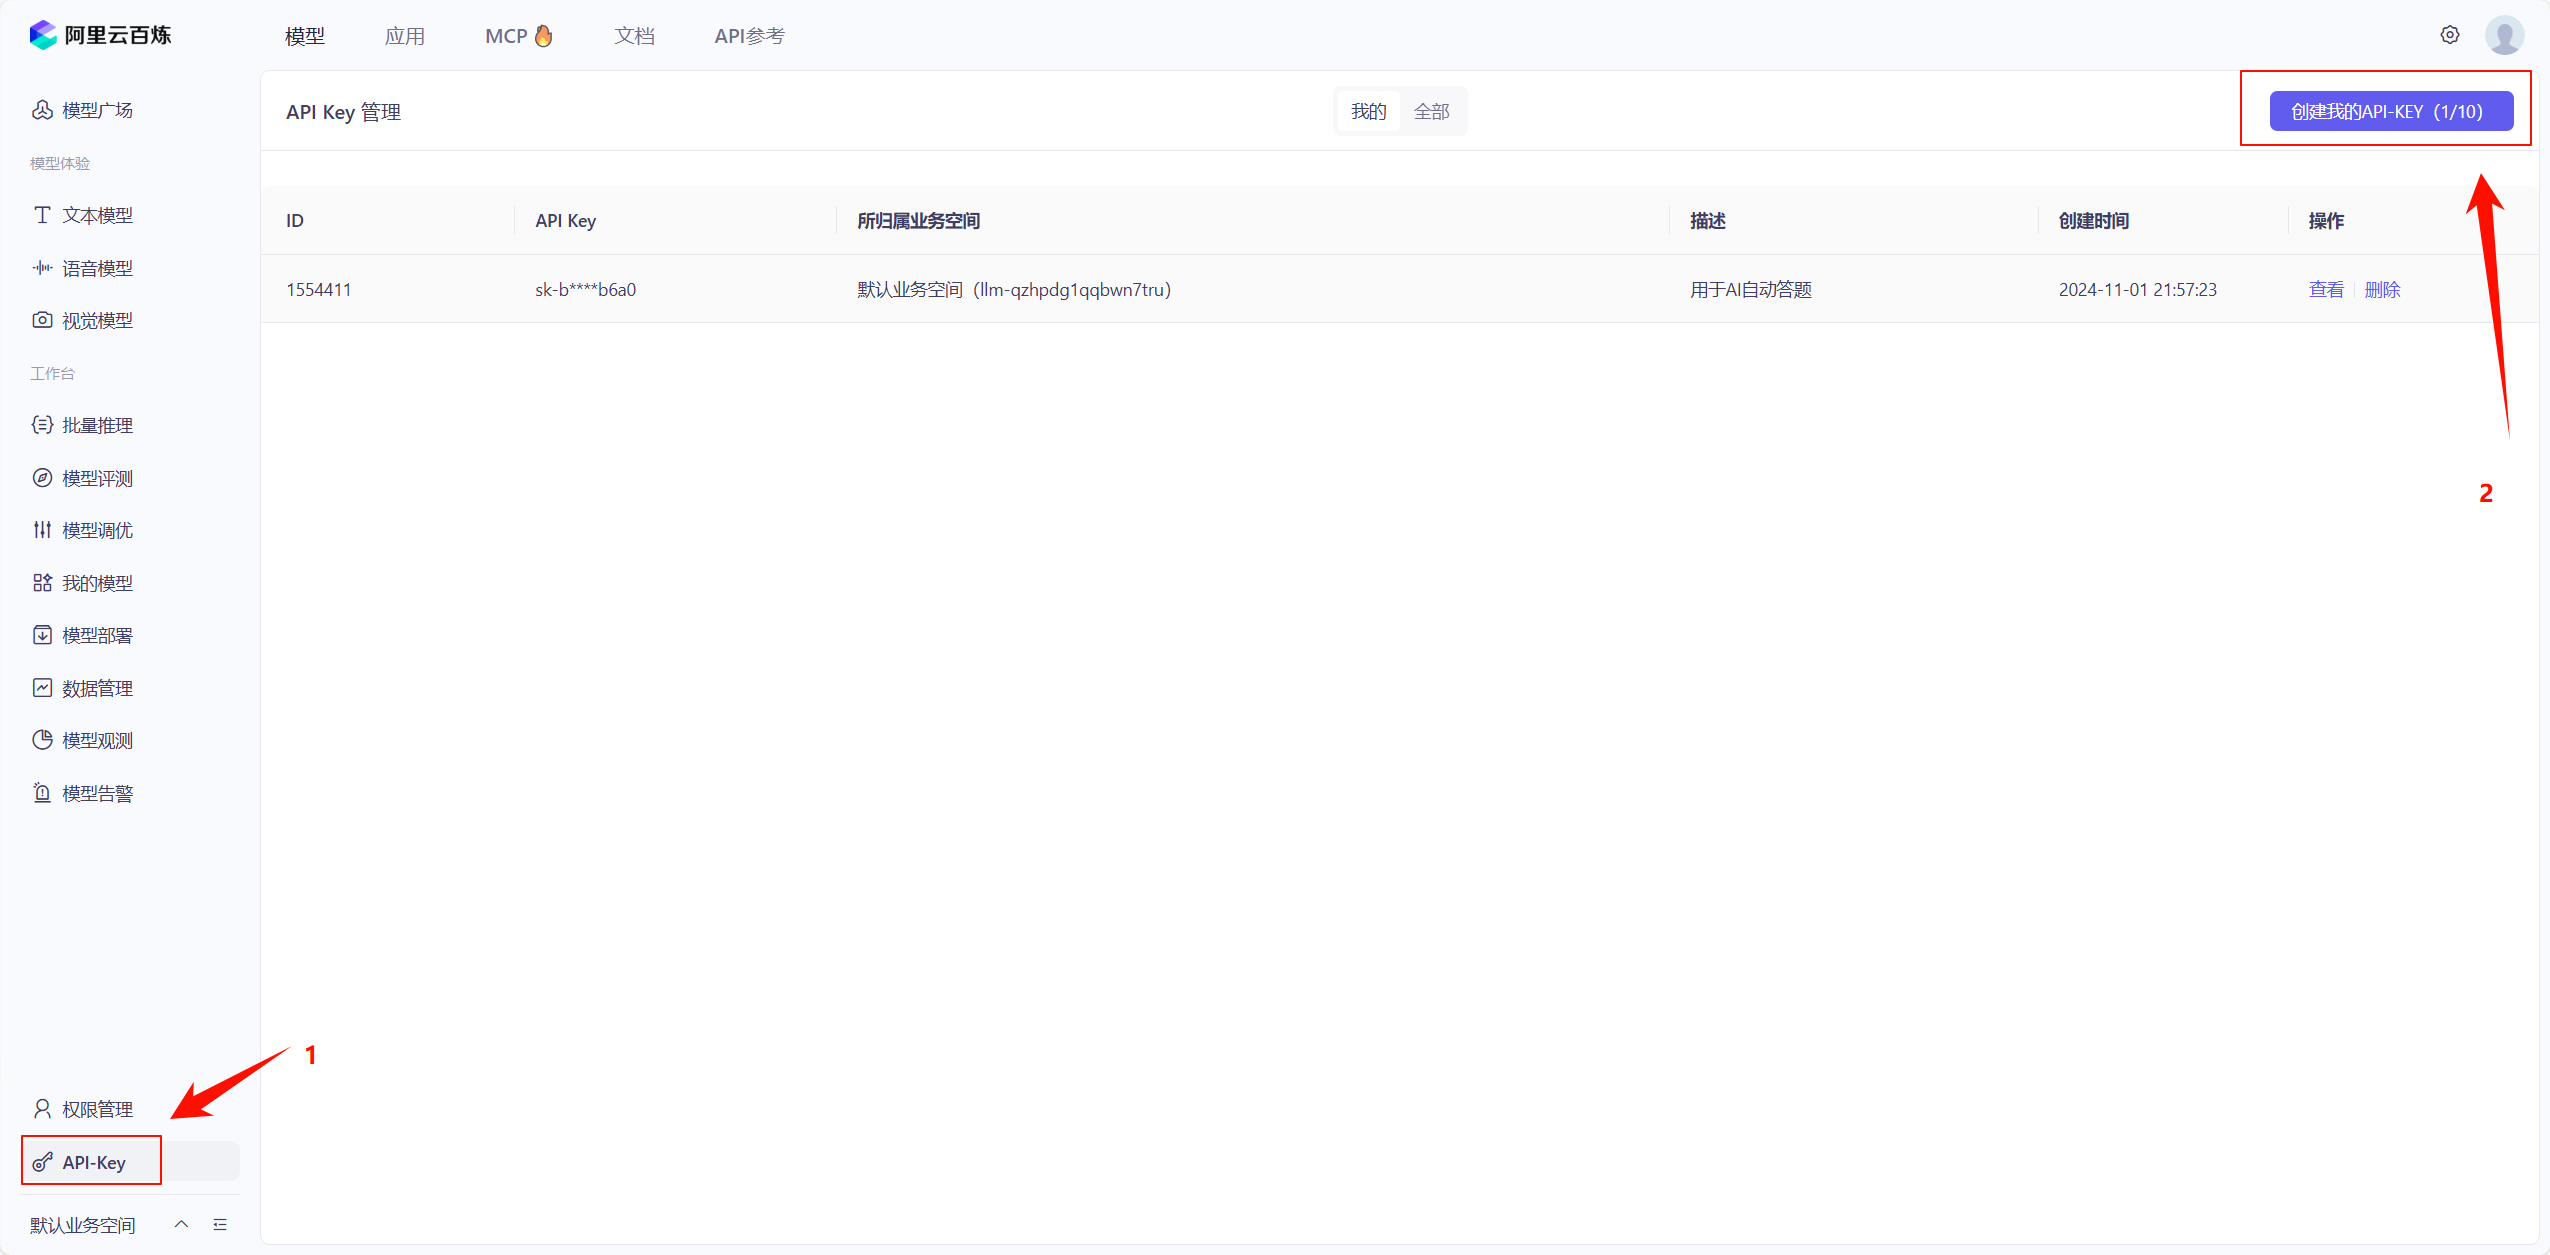 阿里云百炼
模型 应用 MCP 文档 API参考
模型广场
模型体验
文本模型
语音模型
视觉模型
工作台
批量推理
模型评测
模型调优
我的模型
模型部署
数据管理
模型观测
模型告警
权限管理
API-Key
默认业务空间
API Key 管理
我的 全部
创建我的API-KEY（1/10）
ID API Key 所归属业务空间 描述 创建时间 操作
1554411 sk-b****b6a0 默认业务空间（llm-qzhpdg1qqbwn7tru） 用于AI自动答题 2024-11-01 21:57:23 查看 删除
2
1